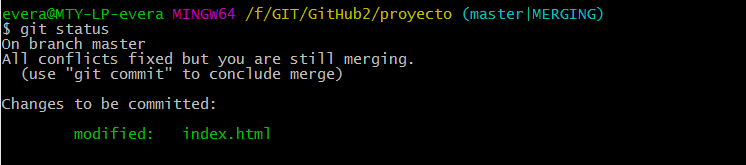 evera@MTY-LP-evera MINGW64 /f/GIT/GitHub2/proyecto (master|MERGING)
$ git status
On branch master
All conflicts fixed but you are still merging.
  (use "git commit" to conclude merge)
Changes to be committed:
        modified:   index.html